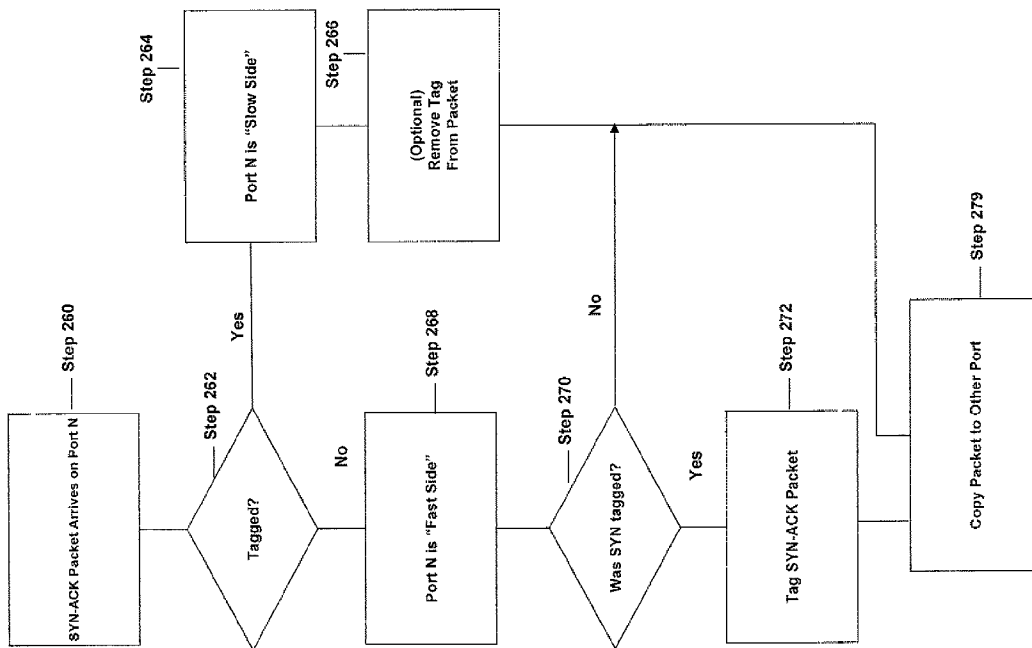 SYN-ACK Packet Arrives on Port N
Step 260
Tagged?
Step 262
Yes
Port N is "Slow Side"
Step 264
(Optional)
Remove Tag
From Packet
Step 266
No
Port N is "Fast Side"
Step 268
Was SYN tagged?
Step 270
No
Yes
Tag SYN-ACK Packet
Step 272
Copy Packet to Other Port
Step 279